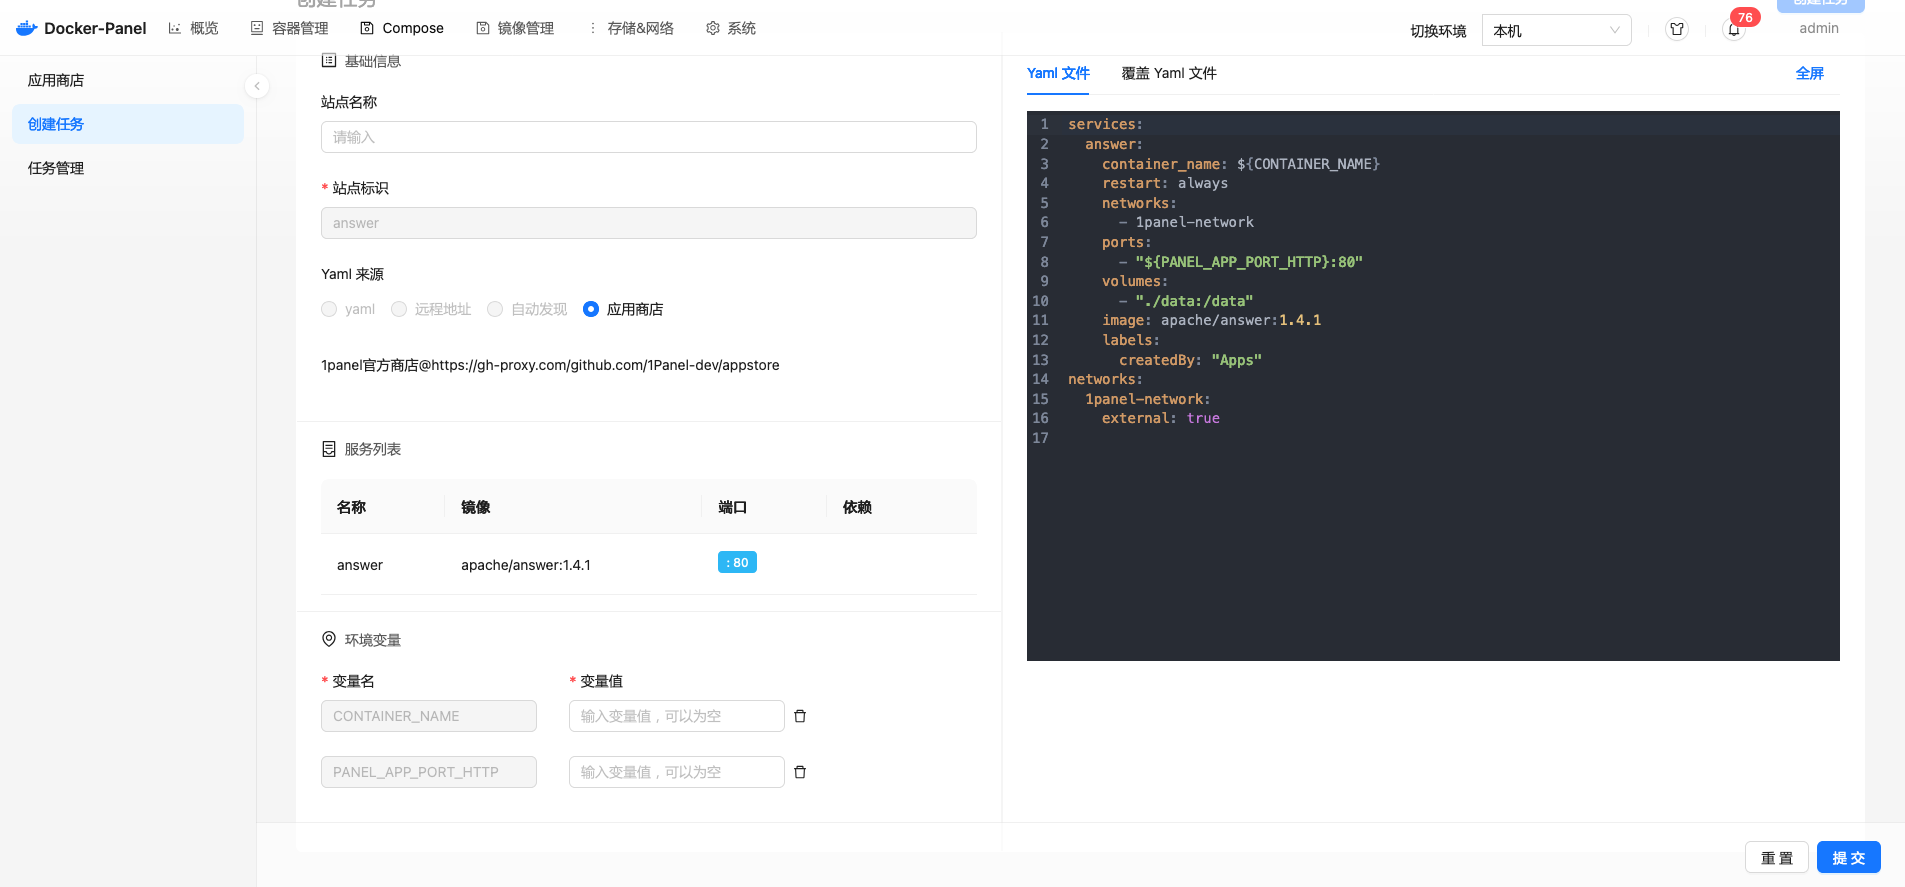 创建任务
创建任务
Docker-Panel
概览
容器管理
Compose
镜像管理
存储&网络
系统
切换环境
本机
76
admin
应用商店
创建任务
任务管理
基础信息
站点名称
请输入
* 站点标识
answer
Yaml 来源
yaml
远程地址
自动发现
应用商店
1panel官方商店@https://gh-proxy.com/github.com/1Panel-dev/appstore
服务列表
名称 镜像 端口 依赖
answer apache/answer:1.4.1 : 80
环境变量
* 变量名 * 变量值
CONTAINER_NAME 输入变量值，可以为空
PANEL_APP_PORT_HTTP 输入变量值，可以为空
Yaml 文件 覆盖 Yaml 文件 全屏
1 services:
2   answer:
3     container_name: ${CONTAINER_NAME}
4     restart: always
5     networks:
6       - 1panel-network
7     ports:
8       - "${PANEL_APP_PORT_HTTP}:80"
9     volumes:
10       - "./data:/data"
11     image: apache/answer:1.4.1
12     labels:
13       createdBy: "Apps"
14 networks:
15   1panel-network:
16     external: true
17
重 置 提 交